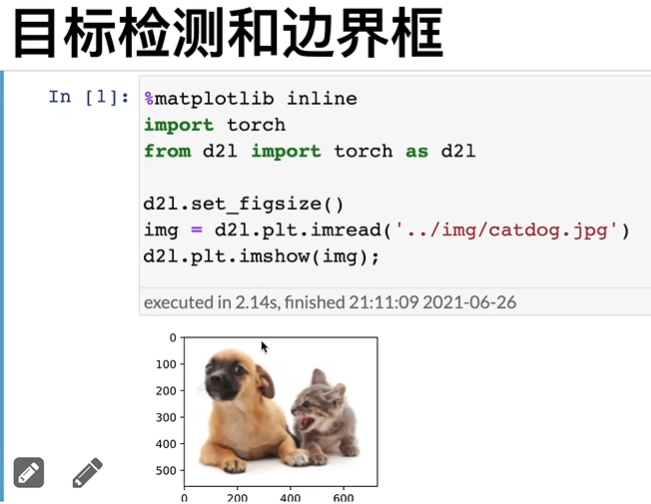 目标检测和边界框
In [1]: %matplotlib inline
import torch
from d2l import torch as d2l
d2l.set_figsize()
img = d2l.plt.imread('../img/catdog.jpg')
d2l.plt.imshow(img);
executed in 2.14s, finished 21:11:09 2021-06-26
0
100
200
300
400
500
0 200 400 600